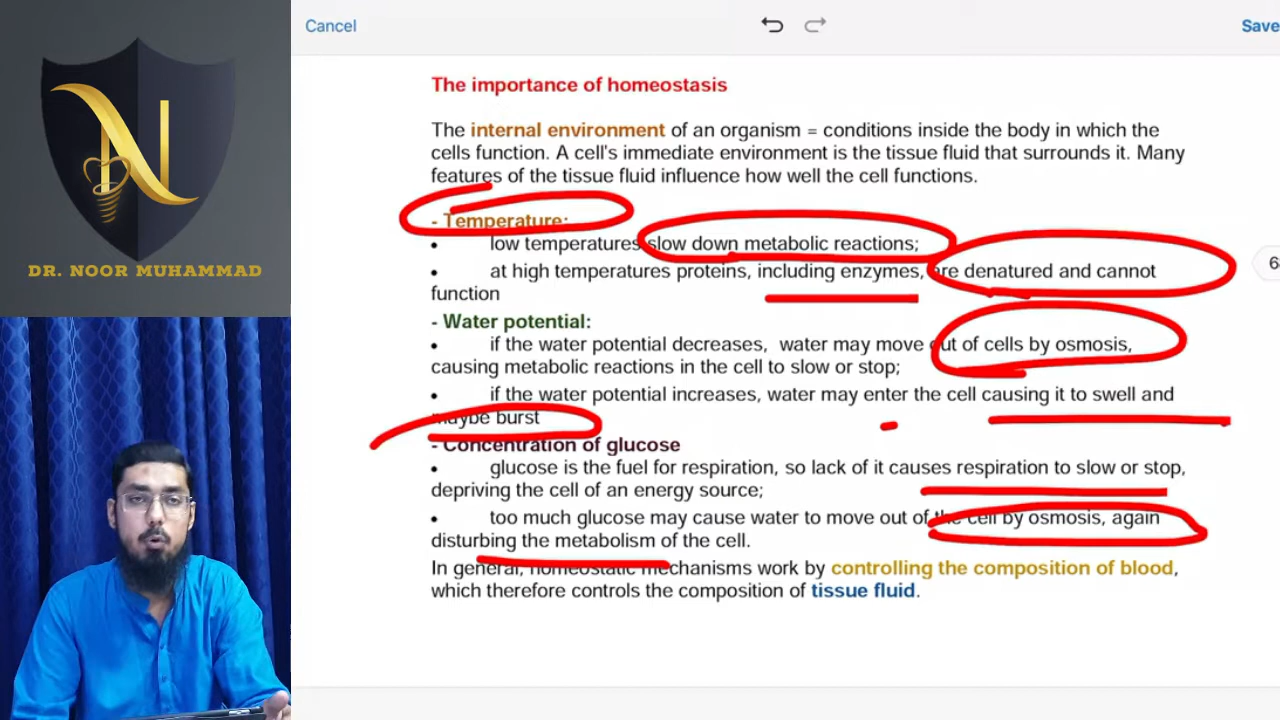 Cancel
Save
The importance of homeostasis
The internal environment of an organism = conditions inside the body in which the
cells function. A cell's immediate environment is the tissue fluid that surrounds it. Many
features of the tissue fluid influence how well the cell functions.
- Temperature:
• low temperatures slow down metabolic reactions;
• at high temperatures proteins, including enzymes, are denatured and cannot
function
- Water potential:
• if the water potential decreases, water may move out of cells by osmosis,
causing metabolic reactions in the cell to slow or stop;
• if the water potential increases, water may enter the cell causing it to swell and
maybe burst
- Concentration of glucose
• glucose is the fuel for respiration, so lack of it causes respiration to slow or stop,
depriving the cell of an energy source;
• too much glucose may cause water to move out of the cell by osmosis, again
disturbing the metabolism of the cell.
In general, homeostatic mechanisms work by controlling the composition of blood,
which therefore controls the composition of tissue fluid.
N
DR. NOOR MUHAMMAD